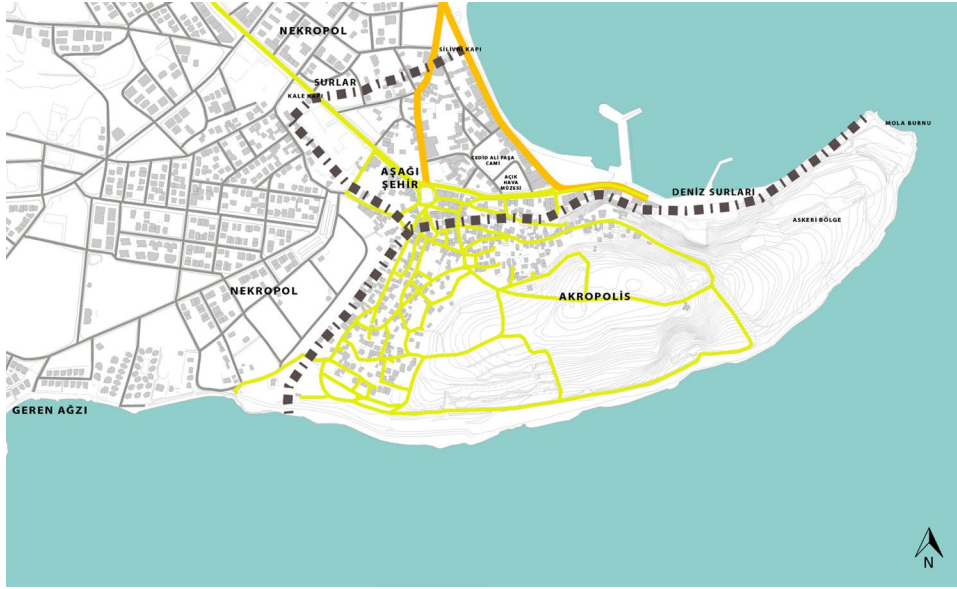 NEKROPOL
SİLİVRİ KAPI
SURLAR
KALE KAPI
MOLA BURNU
CEDİD ALİ PAŞA
CAMİ
AŞAĞI
ŞEHİR
AÇIK
HAVA
MÜZESİ
DENİZ SURLARI
ASKERİ BÖLGE
NEKROPOL
AKROPOLİS
GEREN AĞZI
N